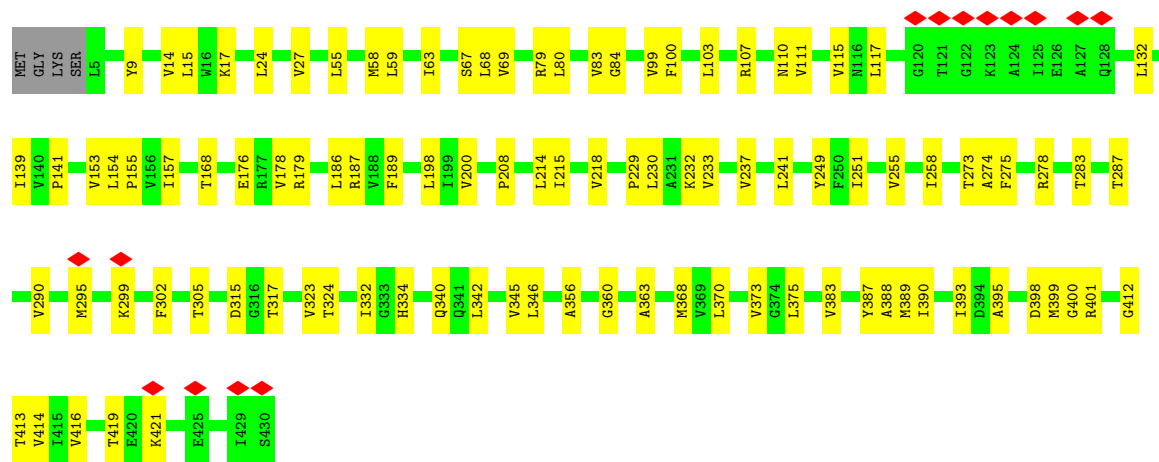 MET GLY LYS SER L5 Y9 V14 L15 W16 K17 L24 V27 L55 M58 L59 I63 S67 L68 V69 R79 L80 V83 G84 V99 F100 L103 R107 N110 V111 V115 N116 L117 G120 T121 G122 K123 A124 I125 E126 A127 Q128 L132
I139 V140 P141 V153 L154 P155 V156 I157 T168 E176 R177 V178 R179 L186 R187 V188 F189 L198 I199 V200 P208 L214 I215 V218 P229 L230 A231 K232 V233 V237 L241 Y249 F250 I251 V255 I258 T273 A274 F275 R278 T283 T287
V290 M295 K299 F302 T305 D315 G316 T317 V323 T324 I332 G333 H334 Q340 Q341 L342 V345 L346 A356 G360 A363 M368 V369 L370 V373 G374 L375 V383 Y387 A388 M389 I390 I393 D394 A395 D398 M399 G400 R401 G412
T413 V414 I415 V416 T419 E420 K421 E425 I429 S430